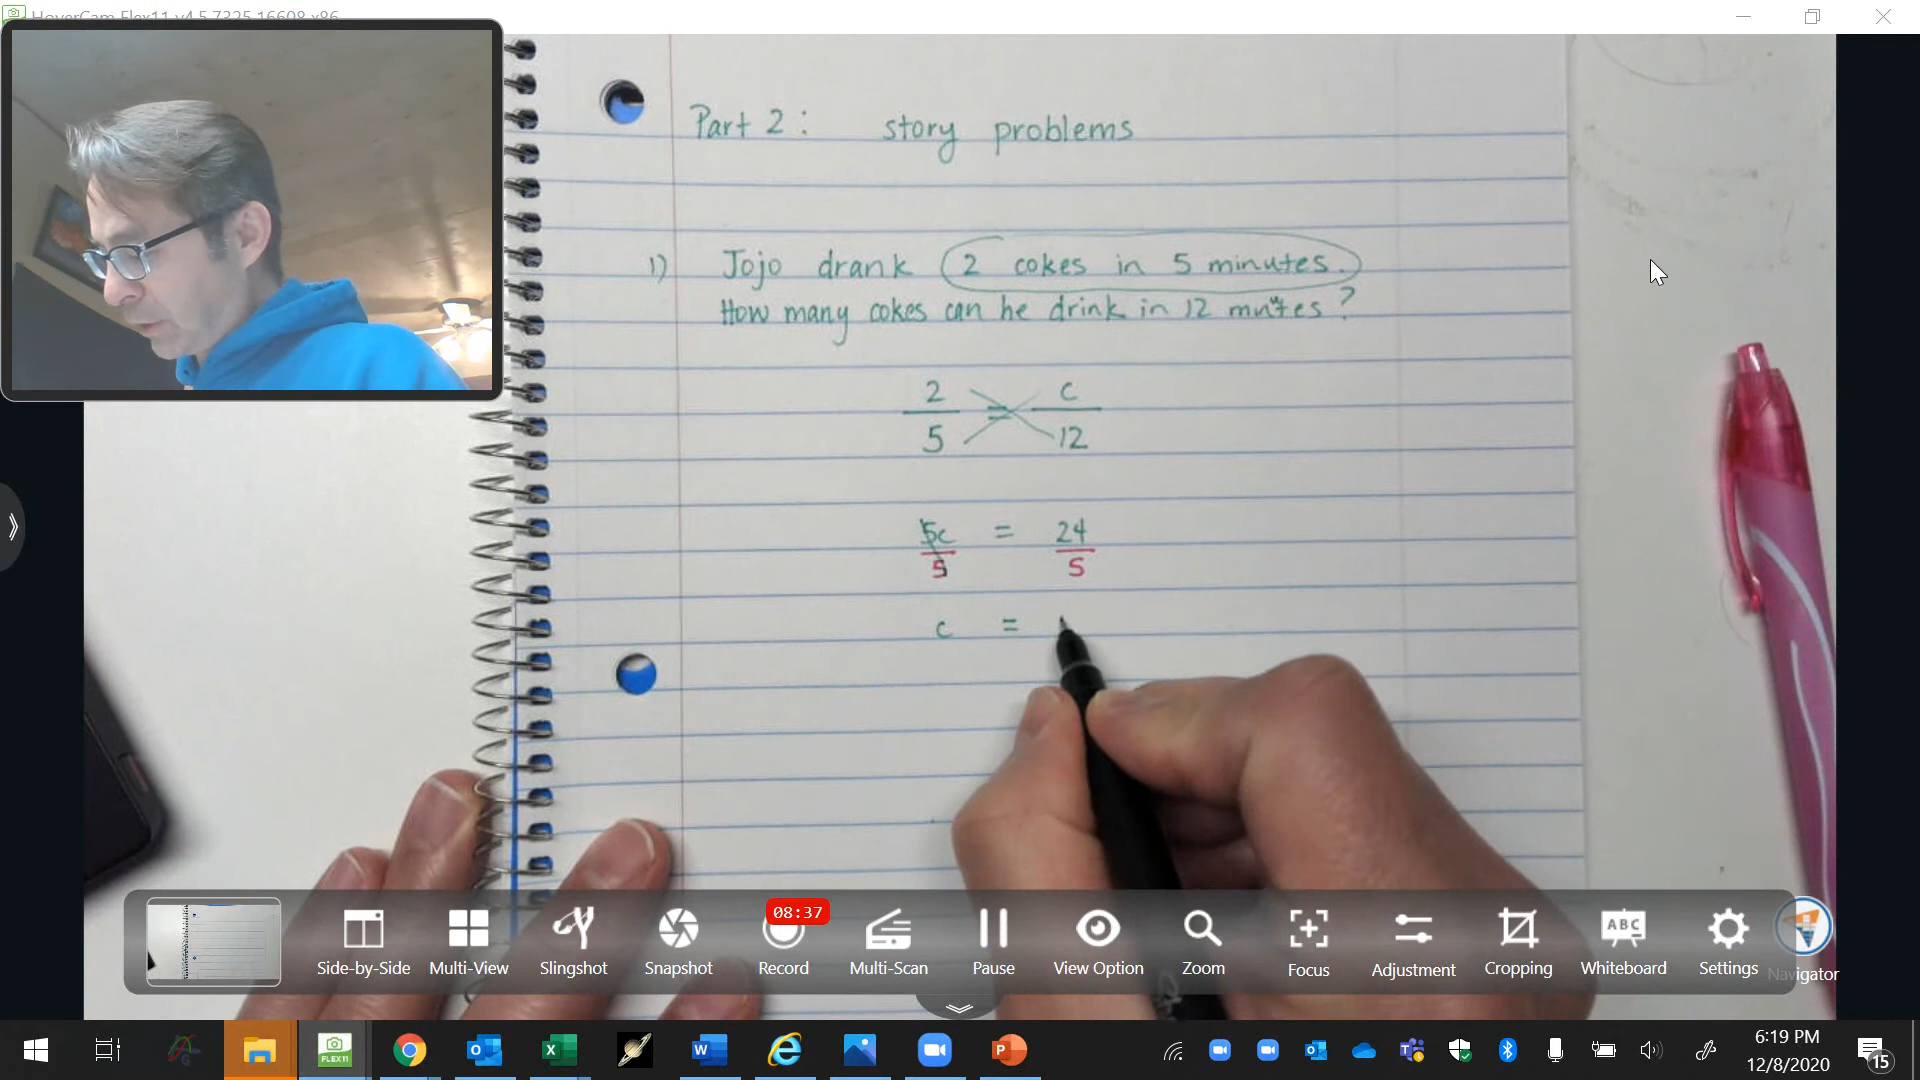 HoverCam Flex11 v4.5.7325.16608 x86
Part 2 : story problems
1) Jojo drank 2 cokes in 5 minutes.
How many cokes can he drink in 12 mnutes ?
2 = c
5 12
5c = 24
5 5
c =
08:37
Side-by-Side Multi-View Slingshot Snapshot Record Multi-Scan Pause View Option Zoom Focus Adjustment Cropping Whiteboard Settings Navigator
ABC
FLEX11
6:19 PM
12/8/2020
15